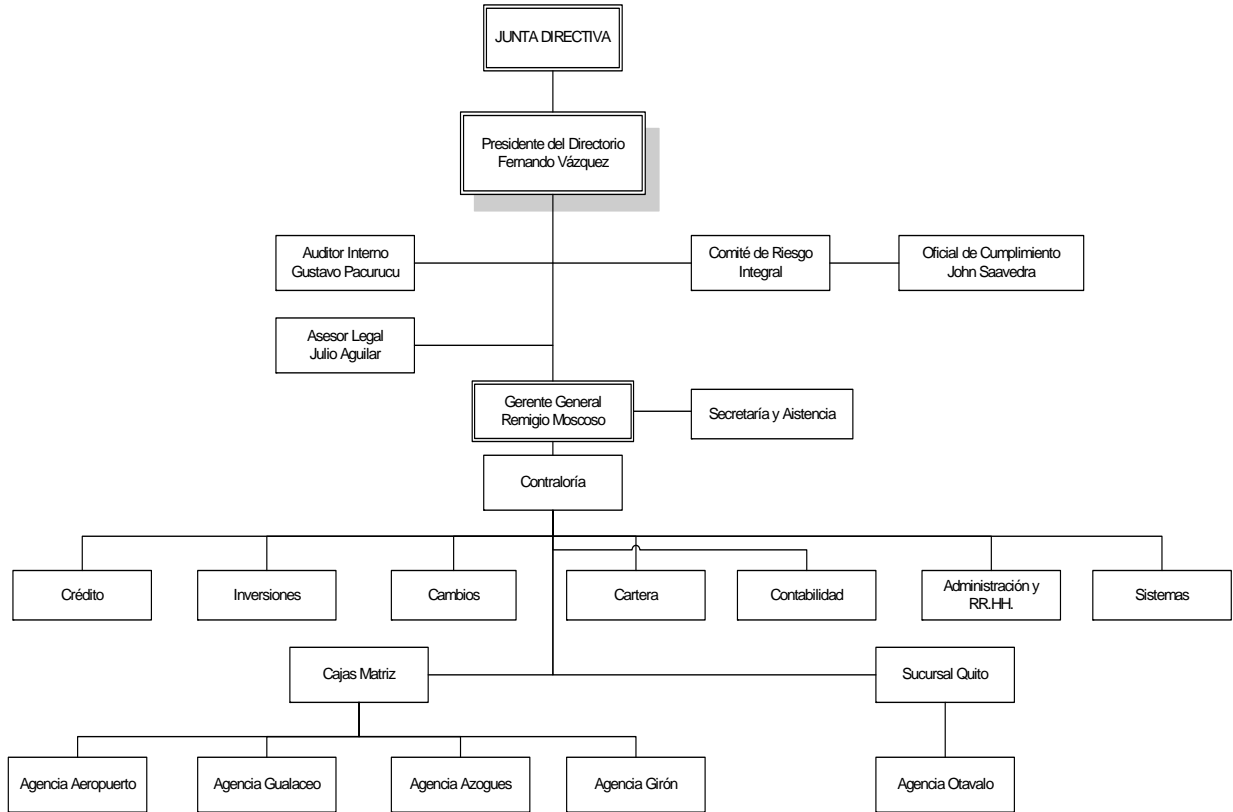 JUNTA DIRECTIVA
Presidente del Directorio
Fernando Vázquez
Auditor Interno
Gustavo Pacurucu
Comité de Riesgo
Integral
Oficial de Cumplimiento
John Saavedra
Asesor Legal
Julio Aguilar
Gerente General
Remigio Moscoso
Secretaría y Aistencia
Contraloría
Crédito
Inversiones
Cambios
Cartera
Contabilidad
Administración y
RR.HH.
Sistemas
Cajas Matriz
Sucursal Quito
Agencia Aeropuerto
Agencia Gualaceo
Agencia Azogues
Agencia Girón
Agencia Otavalo